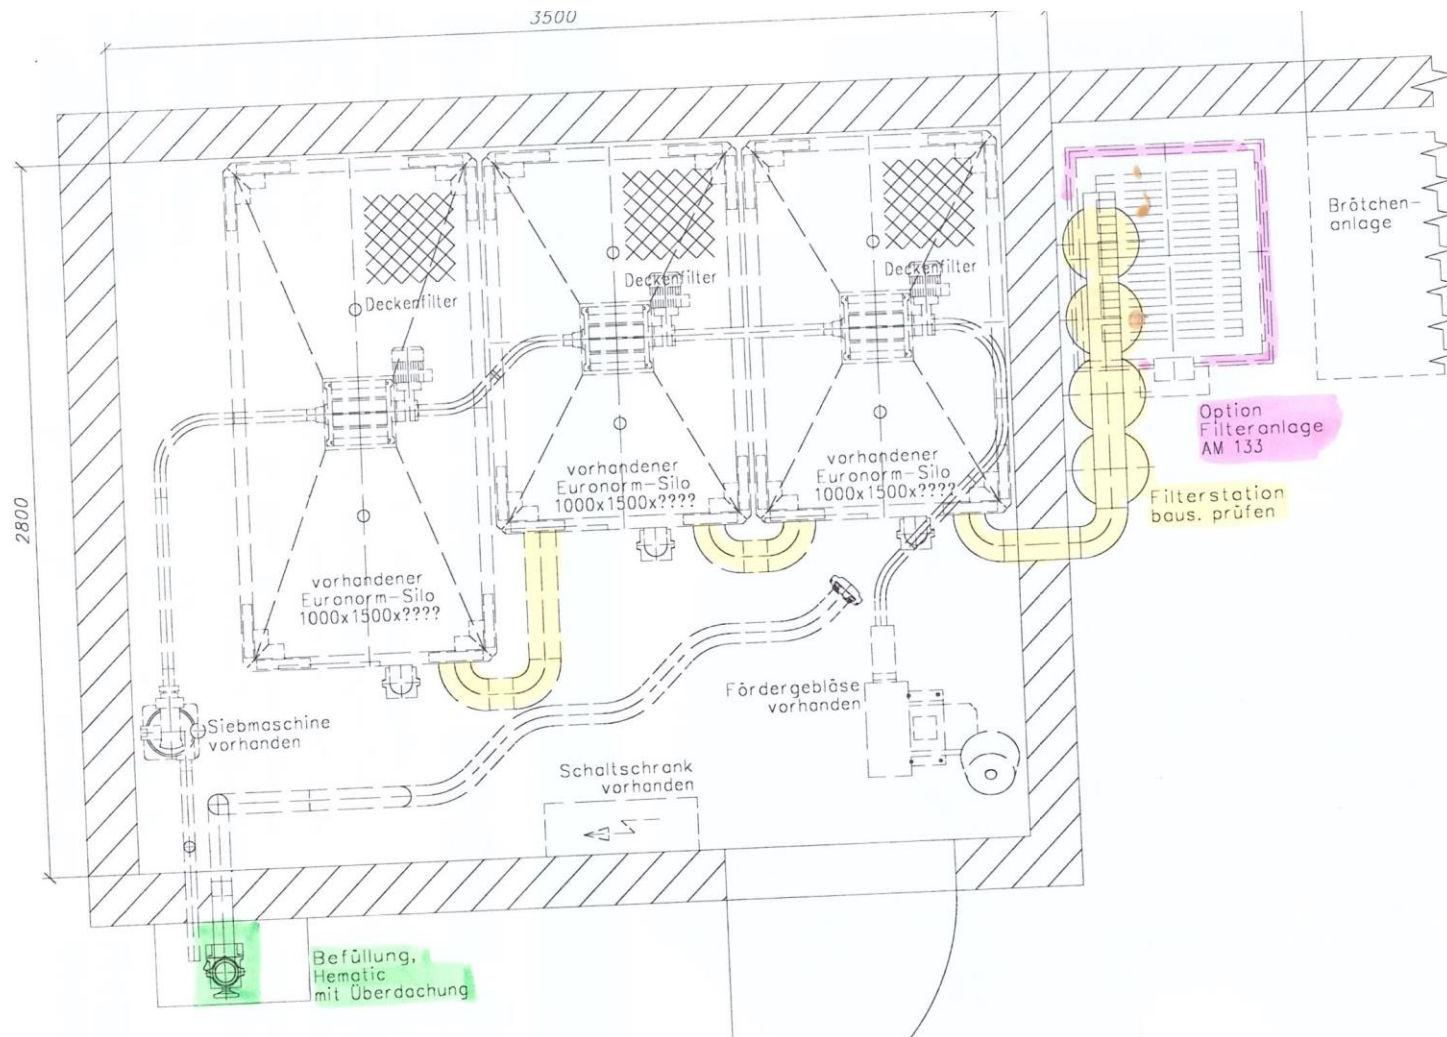 3500
2800
Deckenfilter
Deckenfilter
Deckenfilter
Brötchen-
anlage
Option
Filteranlage
AM 133
Filterstation
baus. prüfen
vorhandener
Euronorm-Silo
1000x1500x????
vorhandener
Euronorm-Silo
1000x1500x????
vorhandener
Euronorm-Silo
1000x1500x????
Siebmaschine
vorhanden
Fördergebläse
vorhanden
Schaltschrank
vorhanden
Befüllung,
Hematic
mit Überdachung